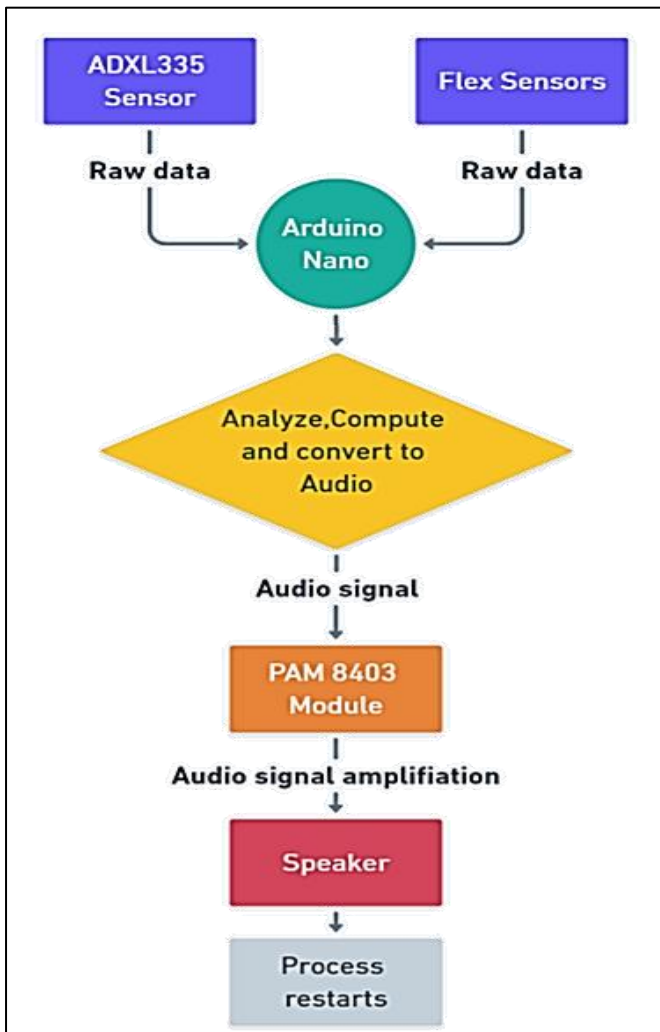 ADXL335
Sensor
Flex Sensors
Raw data
Raw data
Arduino
Nano
Analyze,Compute
and convert to
Audio
Audio signal
PAM 8403
Module
Audio signal amplifiation
Speaker
Process
restarts